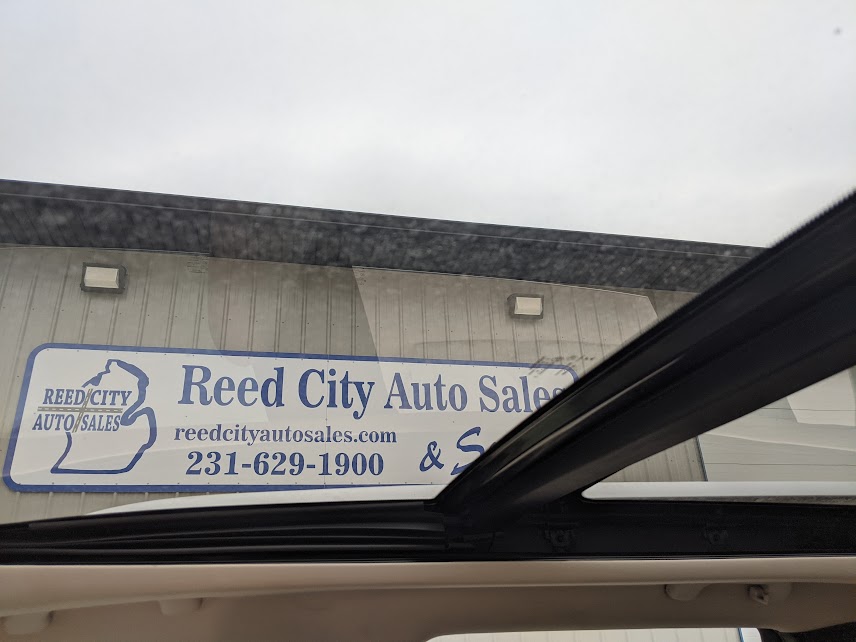 REED CITY
AUTO SALES
Reed City Auto Sales
reedcityautosales.com
231-629-1900
&